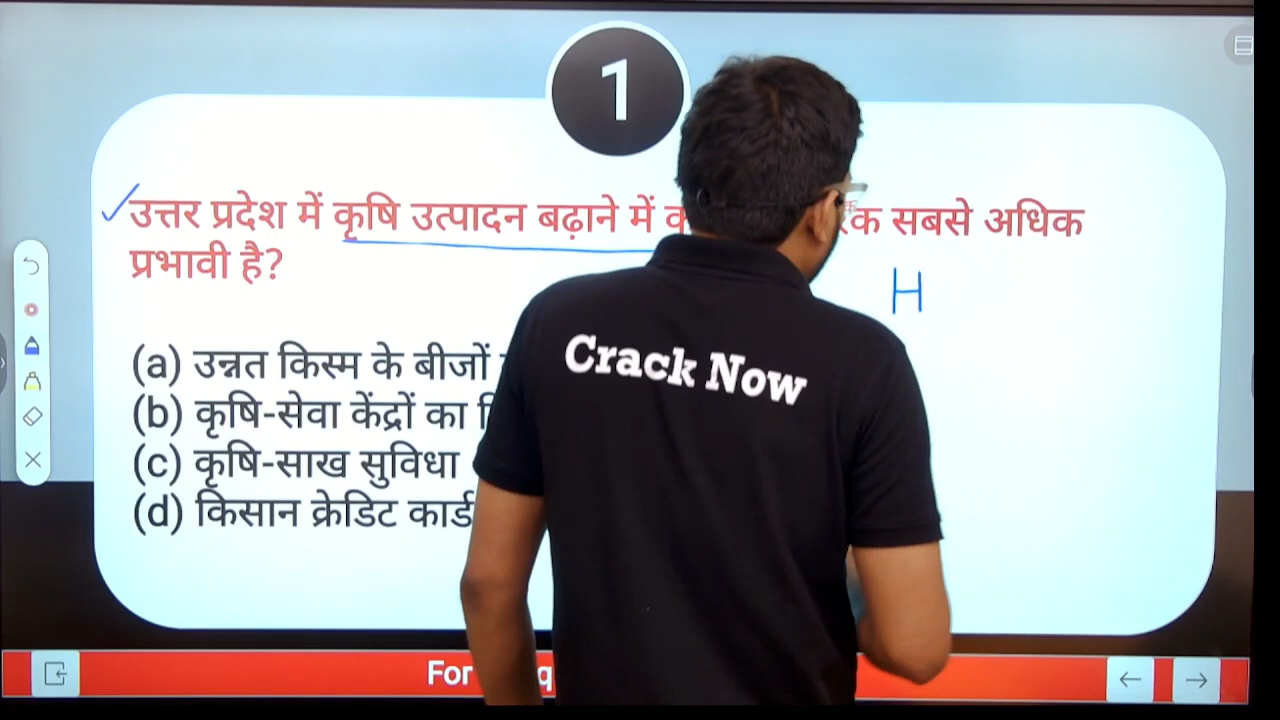 1
उत्तर प्रदेश में कृषि उत्पादन बढ़ाने में सबसे अधिक
प्रभावी है?
H
(a) उन्नत किस्म के बीजों
(b) कृषि-सेवा केंद्रों का
(c) कृषि-साख सुविधा
(d) किसान क्रेडिट कार्ड
Crack Now
For